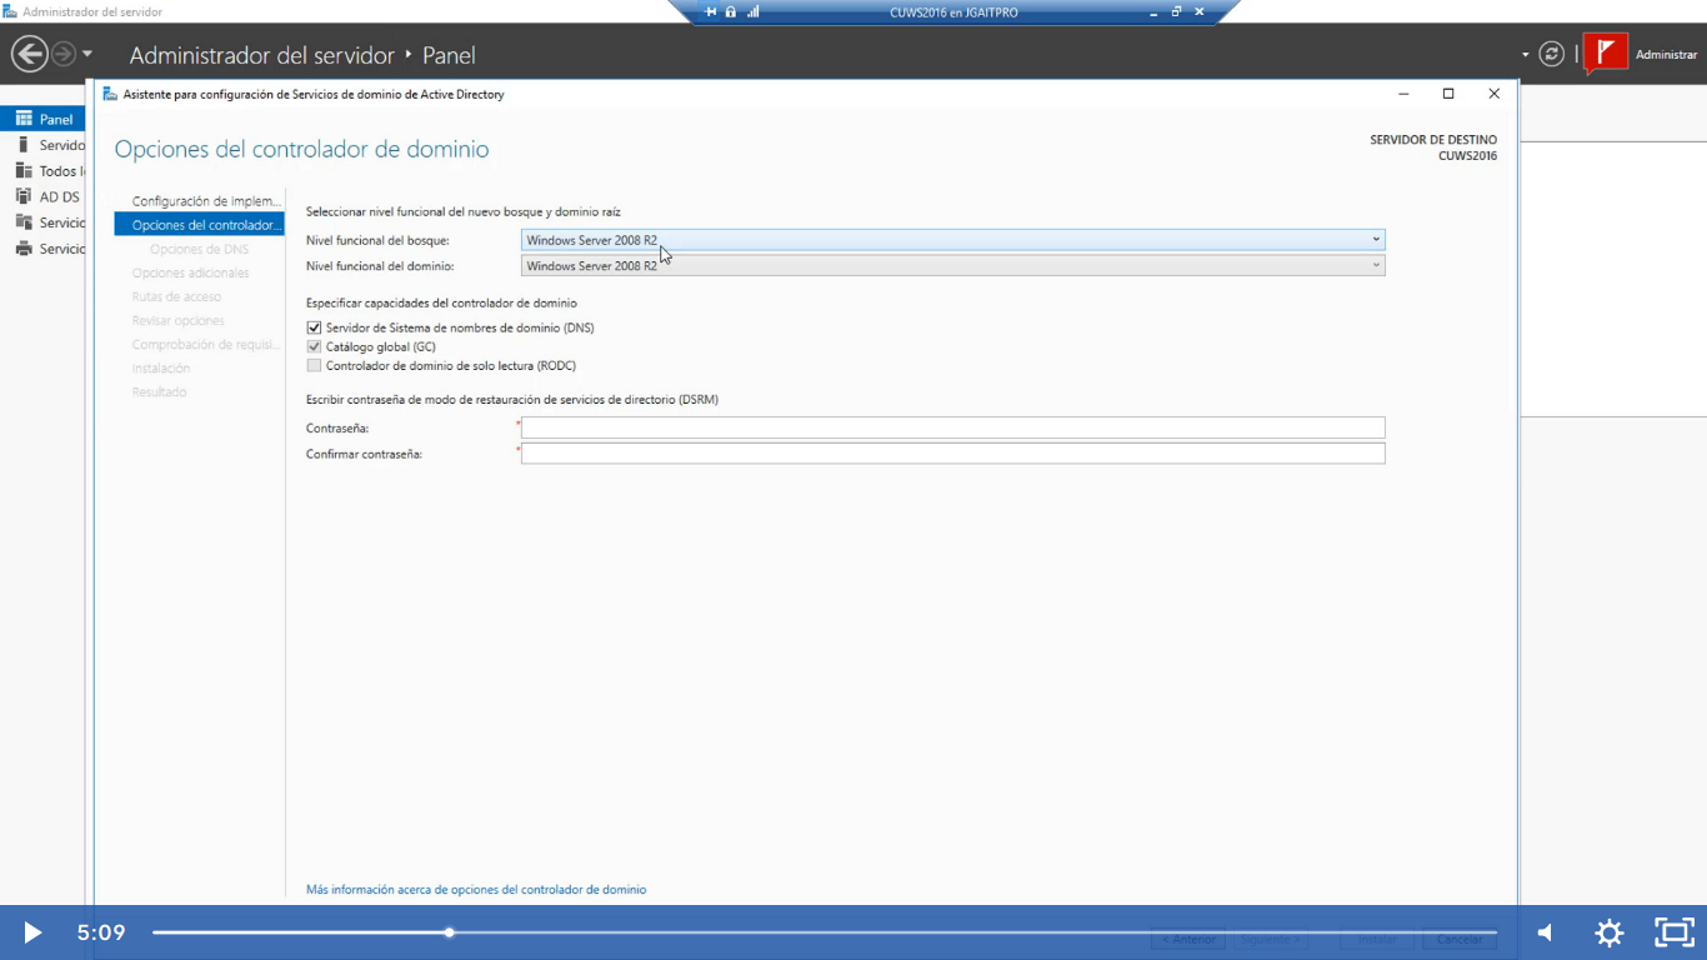 Administrador del servidor
CUWS2016 en JGAITPRO
Administrador del servidor ‣ Panel
Administrar
Asistente para configuración de Servicios de dominio de Active Directory
Panel
Servido
Todos l
AD DS
Servicio
Servicio
Opciones del controlador de dominio
SERVIDOR DE DESTINO
CUWS2016
Configuración de implem...
Opciones del controlador...
Opciones de DNS
Opciones adicionales
Rutas de acceso
Revisar opciones
Comprobación de requisi...
Instalación
Resultado
Seleccionar nivel funcional del nuevo bosque y dominio raíz
Nivel funcional del bosque: Windows Server 2008 R2
Nivel funcional del dominio: Windows Server 2008 R2
Especificar capacidades del controlador de dominio
Servidor de Sistema de nombres de dominio (DNS)
Catálogo global (GC)
Controlador de dominio de solo lectura (RODC)
Escribir contraseña de modo de restauración de servicios de directorio (DSRM)
Contraseña: *
Confirmar contraseña: *
Más información acerca de opciones del controlador de dominio
5:09
< Anterior Siguiente > Instalar Cancelar